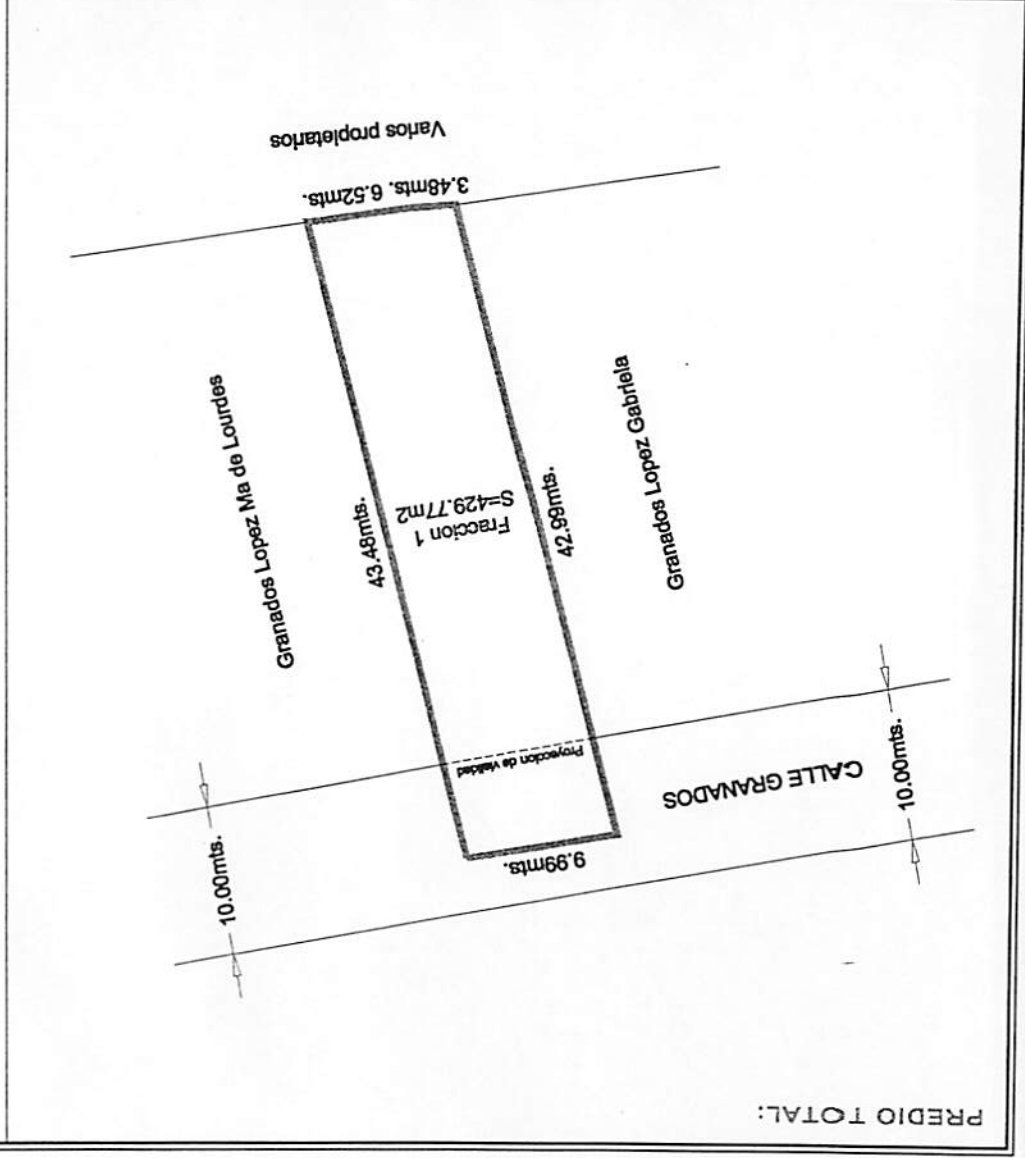 PREDIO TOTAL:
10.00mts.
CALLE GRANADOS
10.00mts.
9.99mts.
Proyeccion de vialidad
Granados Lopez Gabriela
42.99mts.
Fraccion 1
S=429.77m2
43.48mts.
Granados Lopez Ma de Lourdes
3.48mts. 6.52mts.
Varios propietarios